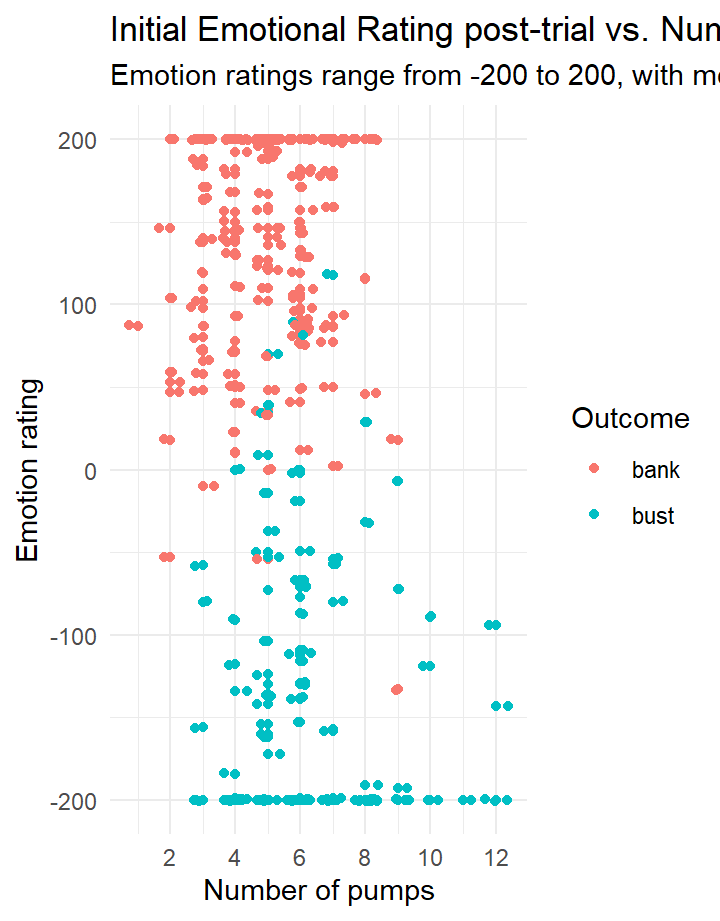 Initial Emotional Rating post-trial vs. Num
Emotion ratings range from -200 to 200, with me
200
100
0
-100
-200
Emotion rating
2 4 6 8 10 12
Number of pumps
Outcome
bank
bust